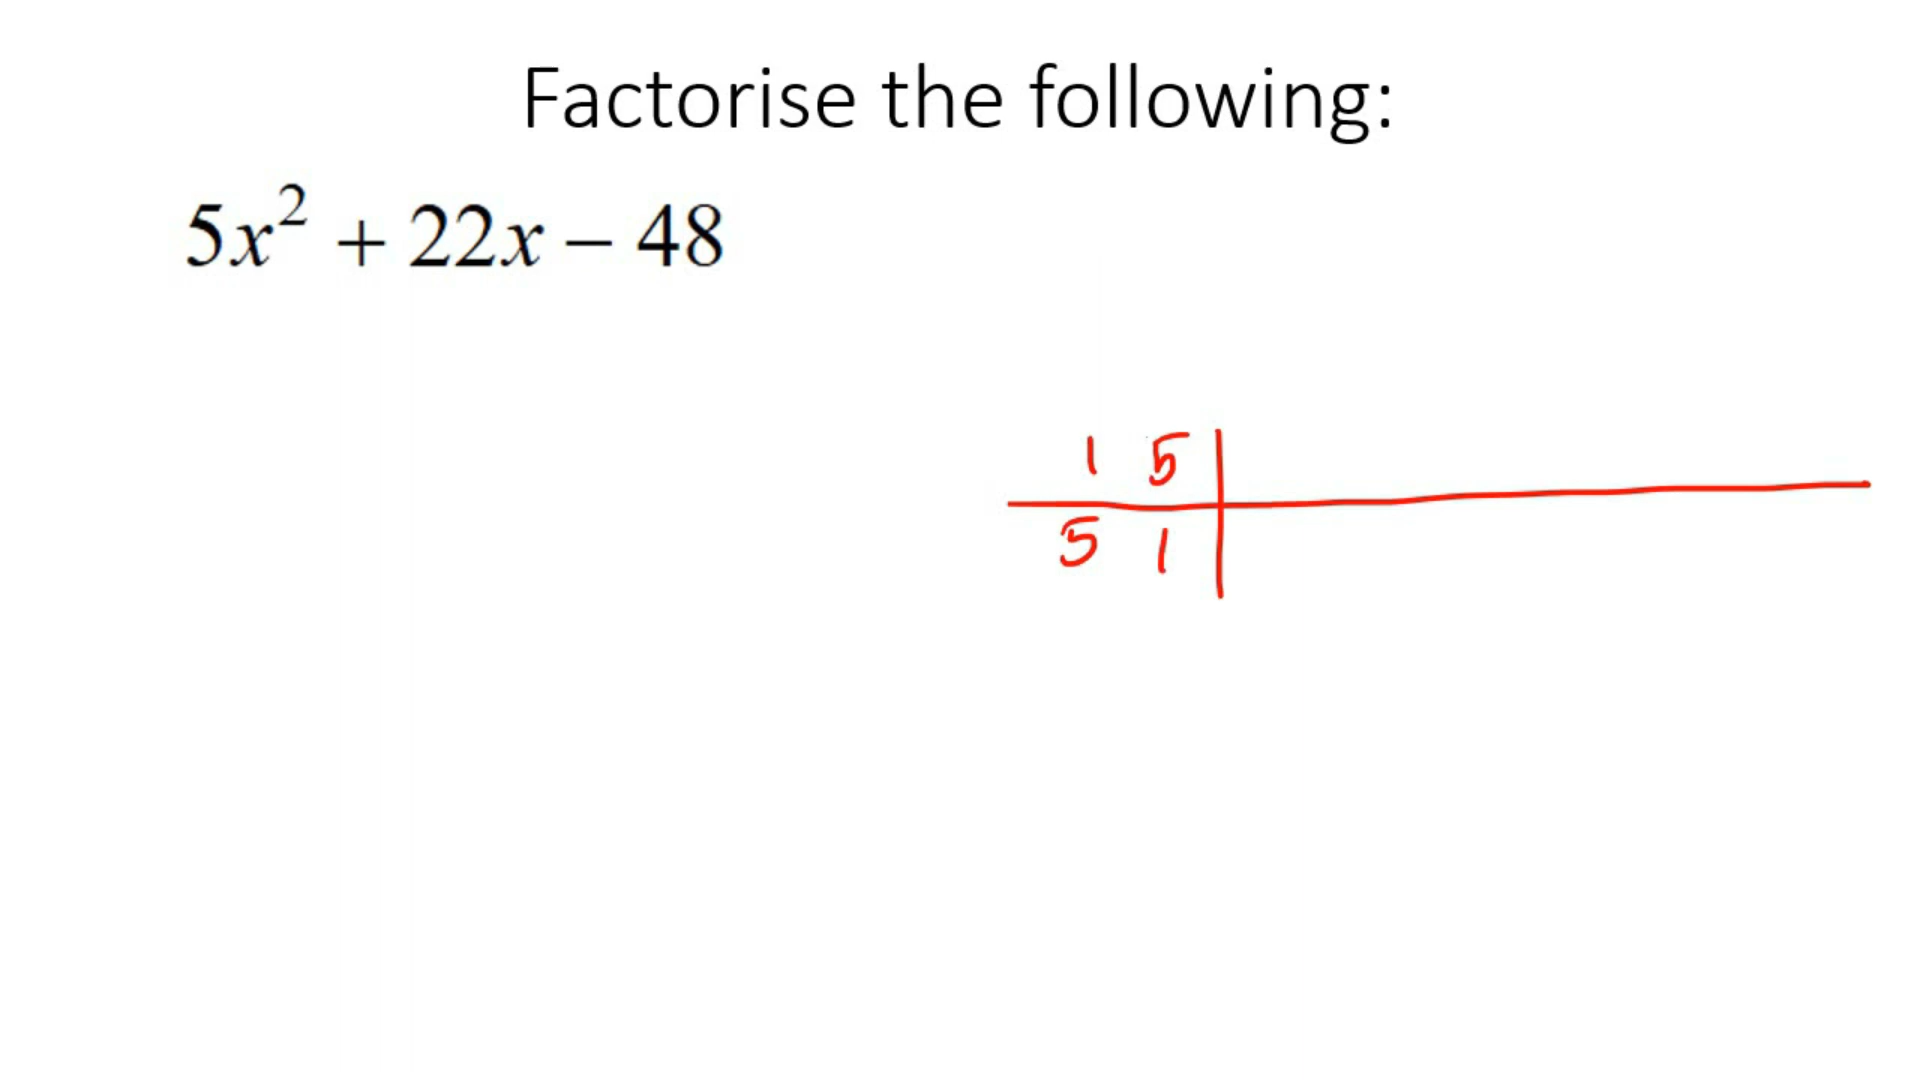 Factorise the following:
5x² + 22x − 48
1 5
5 1